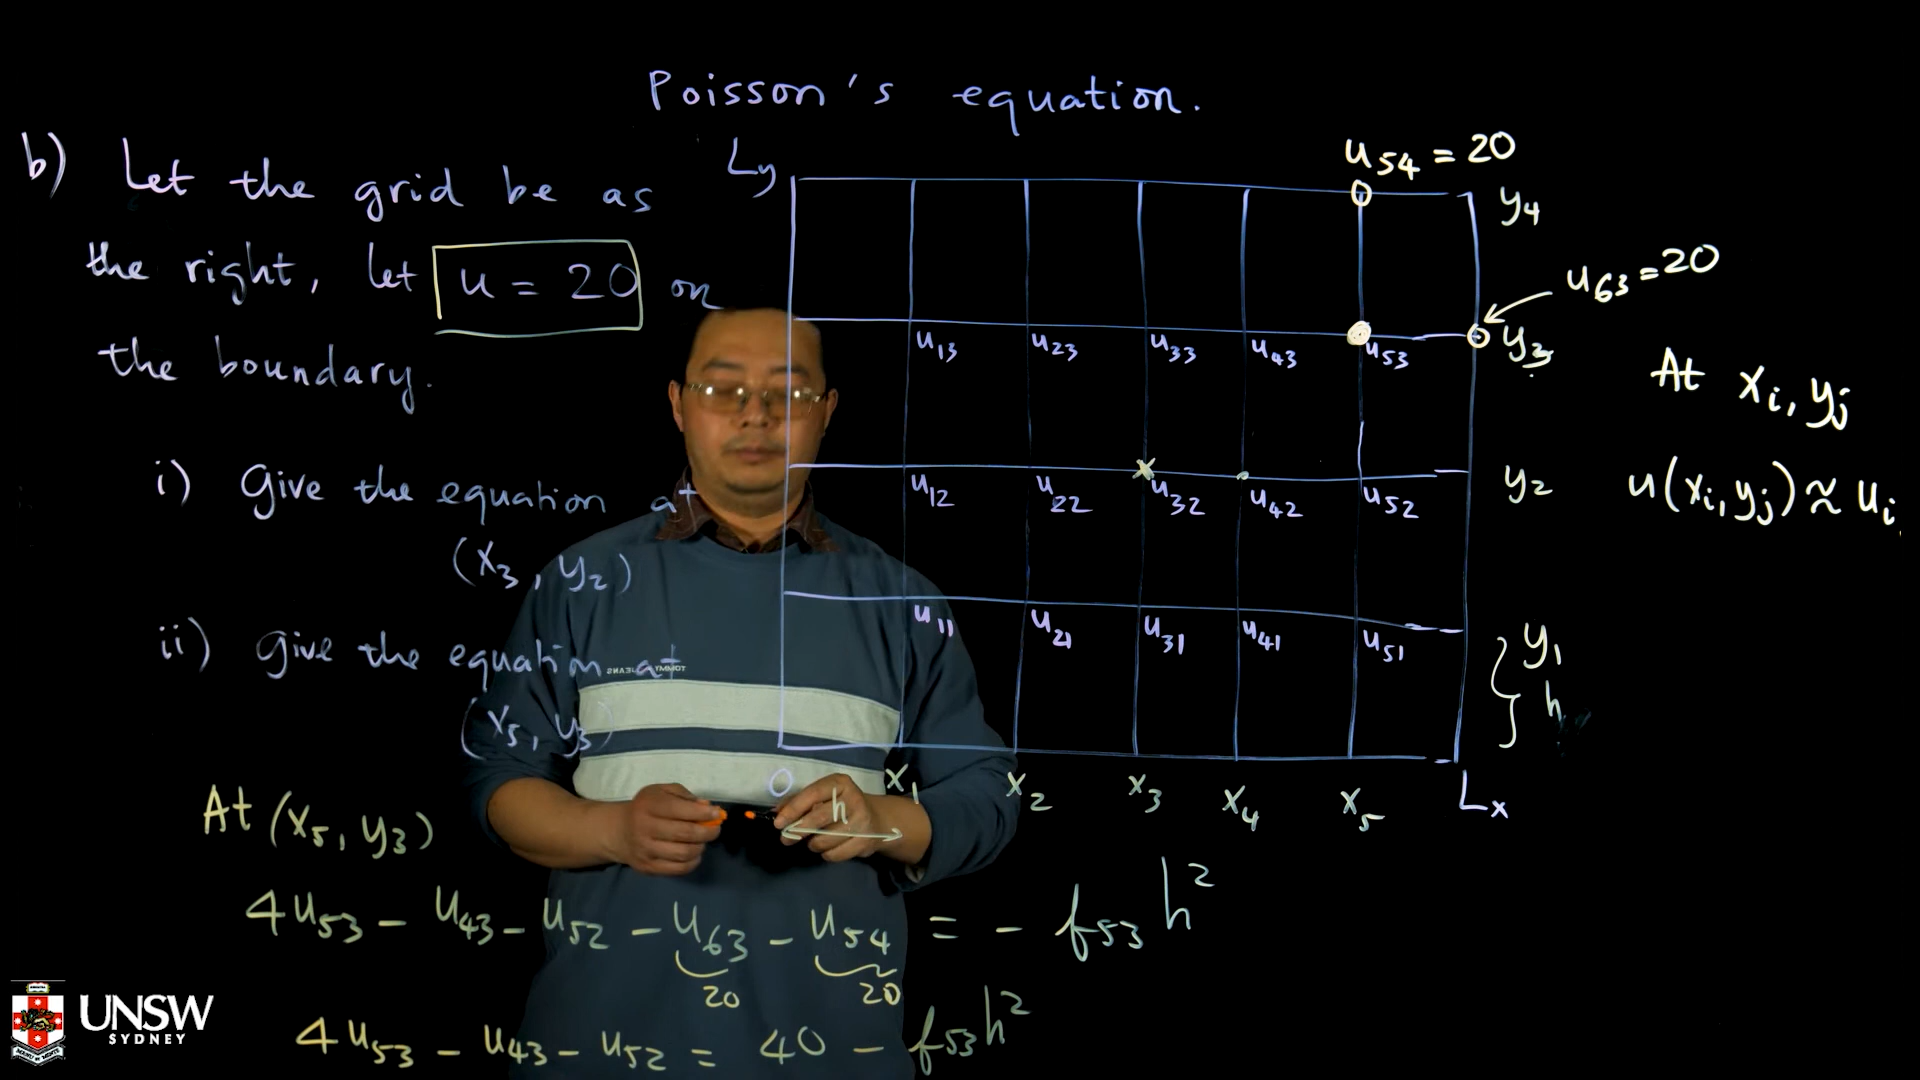 Poisson's equation.
b) Let the grid be as
the right, let u = 20 on
the boundary.
i) Give the equation at
(x₃, y₂)
ii) Give the equation at
(x₅, y₃)
At (x₅, y₃)
4u₅₃ - u₄₃ - u₅₂ - u₆₃ - u₅₄ = - f₅₃ h²
20 20
4u₅₃ - u₄₃ - u₅₂ = 40 - f₅₃h²
Ly
u₅₄ = 20
y₄
u₆₃ = 20
u₁₃ u₂₃ u₃₃ u₄₃ u₅₃ y₃
u₁₂ u₂₂ u₃₂ u₄₂ u₅₂ y₂
u₁₁ u₂₁ u₃₁ u₄₁ u₅₁ y₁
h
0 x₁ x₂ x₃ x₄ x₅ Lx
h
At xᵢ, yⱼ
u(xᵢ, yⱼ) ≈ uᵢ
TOMMY JEANS
UNSW
SYDNEY